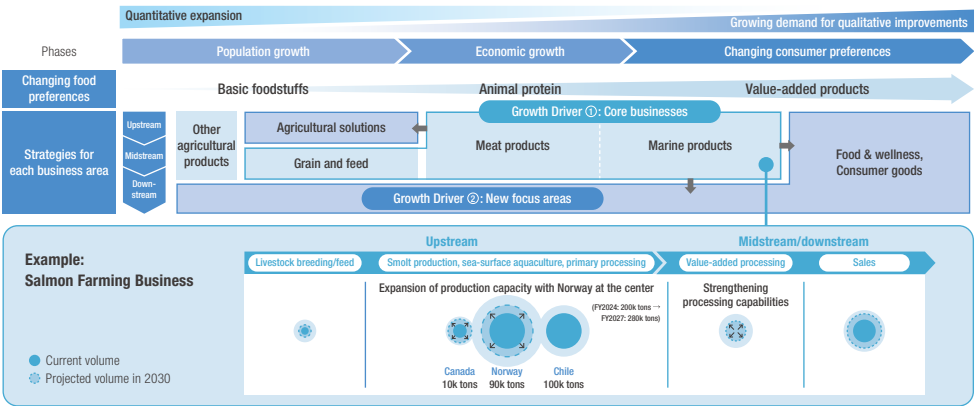 Quantitative expansion
Growing demand for qualitative improvements
Phases
Population growth
Economic growth
Changing consumer preferences
Changing food
preferences
Basic foodstuffs
Animal protein
Value-added products
Strategies for
each business area
Upstream
Midstream
Down-
stream
Other
agricultural
products
Agricultural solutions
Grain and feed
Growth Driver ①: Core businesses
Meat products
Marine products
Food & wellness,
Consumer goods
Growth Driver ②: New focus areas
Example:
Salmon Farming Business
Upstream
Midstream/downstream
Livestock breeding/feed
Smolt production, sea-surface aquaculture, primary processing
Value-added processing
Sales
Expansion of production capacity with Norway at the center
(FY2024: 200k tons →
FY2027: 280k tons)
Strengthening
processing capabilities
Canada
10k tons
Norway
90k tons
Chile
100k tons
Current volume
Projected volume in 2030